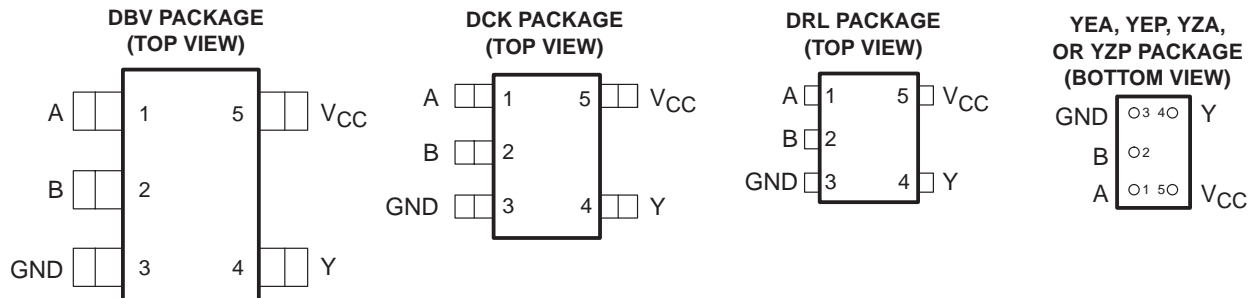 DBV PACKAGE
(TOP VIEW)
A 1 5 VCC
B 2
GND 3 4 Y
DCK PACKAGE
(TOP VIEW)
A 1 5 VCC
B 2
GND 3 4 Y
DRL PACKAGE
(TOP VIEW)
A 1 5 VCC
B 2
GND 3 4 Y
YEA, YEP, YZA,
OR YZP PACKAGE
(BOTTOM VIEW)
GND 3 4 Y
B 2
A 1 5 VCC